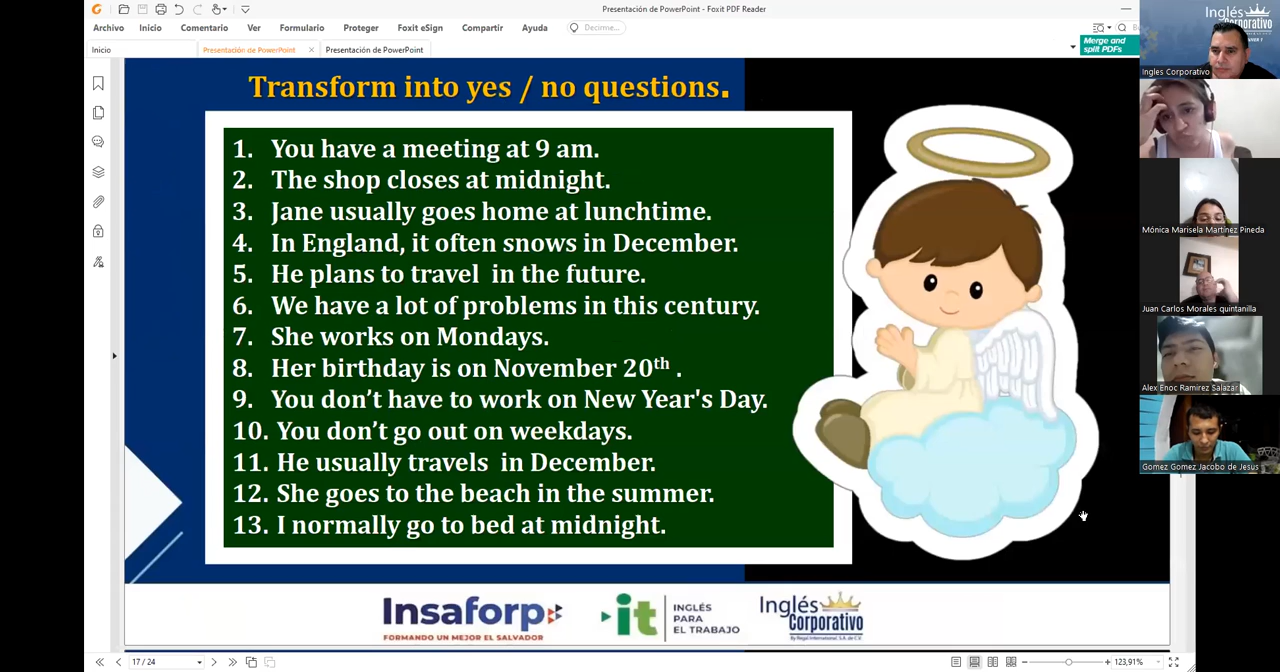 Presentación de PowerPoint - Foxit PDF Reader
Archivo Inicio Comentario Ver Formulario Proteger Foxit eSign Compartir Ayuda Decirme...
Merge and
split PDFs
Inicio Presentación de PowerPoint Presentación de PowerPoint
Transform into yes / no questions.
1. You have a meeting at 9 am.
2. The shop closes at midnight.
3. Jane usually goes home at lunchtime.
4. In England, it often snows in December.
5. He plans to travel in the future.
6. We have a lot of problems in this century.
7. She works on Mondays.
8. Her birthday is on November 20th .
9. You don’t have to work on New Year's Day.
10. You don’t go out on weekdays.
11. He usually travels in December.
12. She goes to the beach in the summer.
13. I normally go to bed at midnight.
Insaforp
FORMANDO UN MEJOR EL SALVADOR
it
INGLÉS
PARA
EL TRABAJO
Inglés
Corporativo
By Regal International, S.A. de C.V.
17 / 24
123,91%
Inglés
Corporativo
Ingles Corporativo
Mónica Marisela Martínez Pineda
Juan Carlos Morales quintanilla
Alex Enoc Ramírez Salazar
Gomez Gomez Jacobo de Jesus